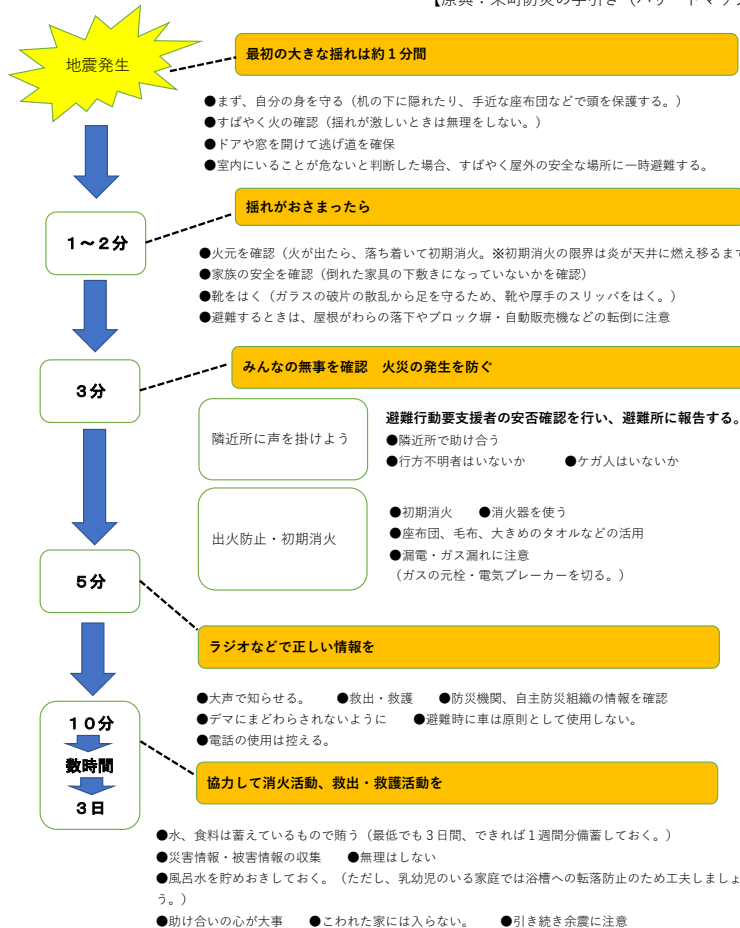 【原典：栄町防災の手引き（ハザードマップ
地震発生
最初の大きな揺れは約１分間
●まず、自分の身を守る（机の下に隠れたり、手近な座布団などで頭を保護する。）
●すばやく火の確認（揺れが激しいときは無理をしない。）
●ドアや窓を開けて逃げ道を確保
●室内にいることが危ないと判断した場合、すばやく屋外の安全な場所に一時避難する。
１～２分
揺れがおさまったら
●火元を確認（火が出たら、落ち着いて初期消火。※初期消火の限界は炎が天井に燃え移るまで
●家族の安全を確認（倒れた家具の下敷きになっていないかを確認）
●靴をはく（ガラスの破片の散乱から足を守るため、靴や厚手のスリッパをはく。）
●避難するときは、屋根がわらの落下やブロック塀・自動販売機などの転倒に注意
３分
みんなの無事を確認　火災の発生を防ぐ
隣近所に声を掛けよう
避難行動要支援者の安否確認を行い、避難所に報告する。
●隣近所で助け合う
●行方不明者はいないか　　●ケガ人はいないか
出火防止・初期消火
●初期消火　●消火器を使う
●座布団、毛布、大きめのタオルなどの活用
●漏電・ガス漏れに注意
（ガスの元栓・電気ブレーカーを切る。）
５分
ラジオなどで正しい情報を
●大声で知らせる。　●救出・救護　●防災機関、自主防災組織の情報を確認
●デマにまどわされないように　●避難時に車は原則として使用しない。
●電話の使用は控える。
１０分
数時間
３日
協力して消火活動、救出・救護活動を
●水、食料は蓄えているもので賄う（最低でも３日間、できれば１週間分備蓄しておく。）
●災害情報・被害情報の収集　●無理はしない
●風呂水を貯めおきしておく。（ただし、乳幼児のいる家庭では浴槽への転落防止のため工夫しましょ
う。）
●助け合いの心が大事　●こわれた家には入らない。　●引き続き余震に注意